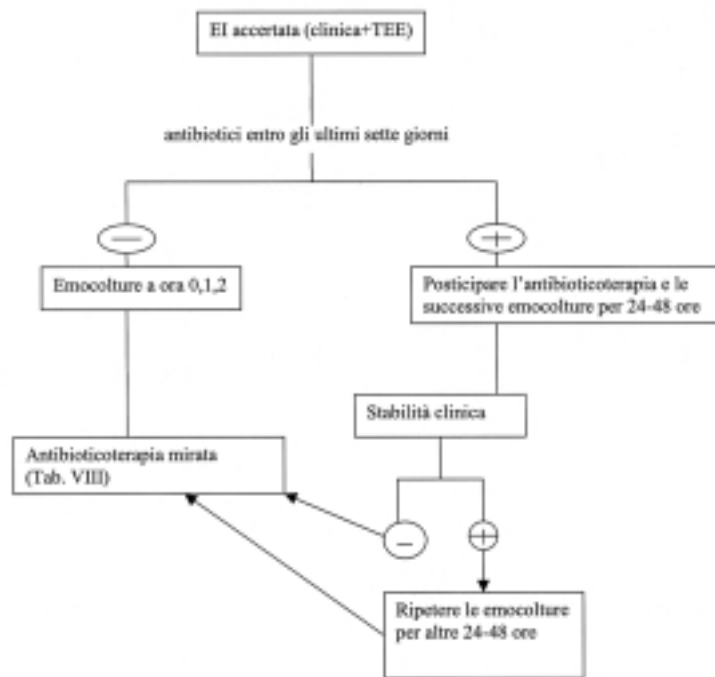 EI accertata (clinica+TEE)
antibiotici entro gli ultimi sette giorni
—
+
Emocolture a ora 0,1,2
Posticipare l'antibioticoterapia e le
successive emocolture per 24-48 ore
Stabilità clinica
Antibioticoterapia mirata
(Tab. VIII)
–
+
Ripetere le emocolture
per altre 24-48 ore